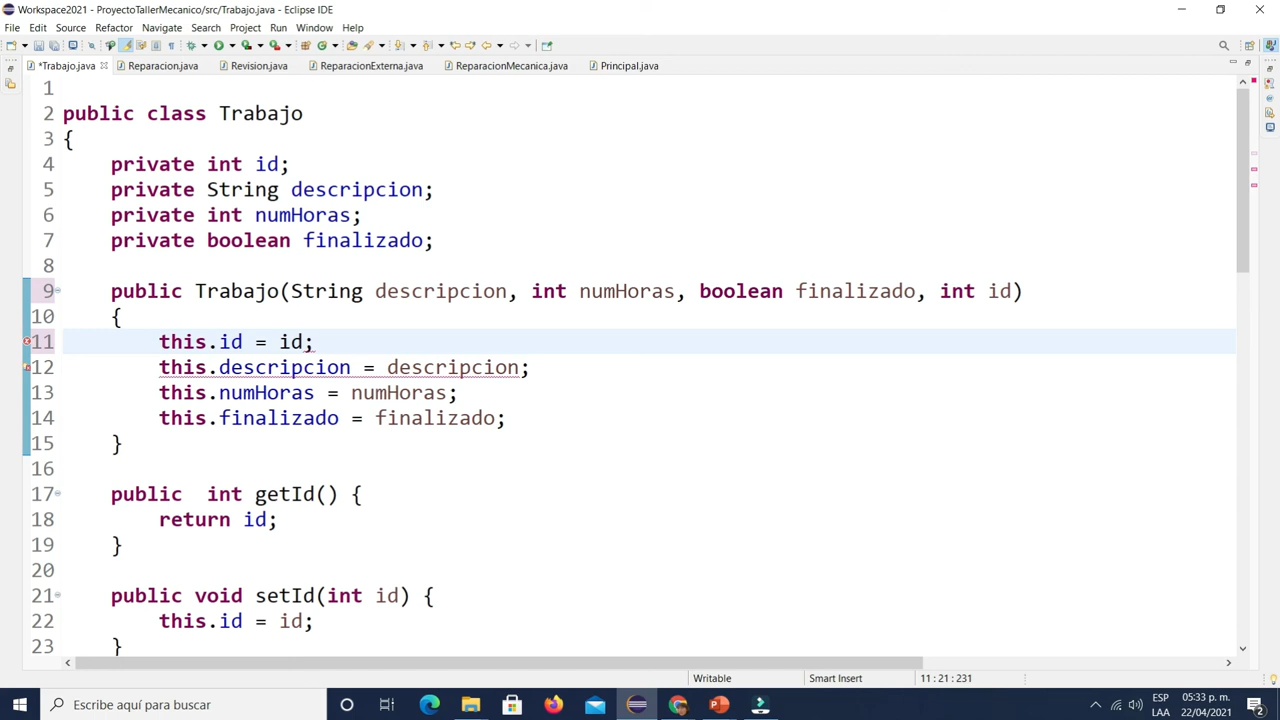 Workspace2021 - ProyectoTallerMecanico/src/Trabajo.java - Eclipse IDE
File Edit Source Refactor Navigate Search Project Run Window Help
*Trabajo.java Reparacion.java Revision.java ReparacionExterna.java ReparacionMecanica.java Principal.java
1
2 public class Trabajo
3 {
4 private int id;
5 private String descripcion;
6 private int numHoras;
7 private boolean finalizado;
8
9 public Trabajo(String descripcion, int numHoras, boolean finalizado, int id)
10 {
11 this.id = id;
12 this.descripcion = descripcion;
13 this.numHoras = numHoras;
14 this.finalizado = finalizado;
15 }
16
17 public  int getId() {
18 return id;
19 }
20
21 public void setId(int id) {
22 this.id = id;
23 }
Writable Smart Insert 11 : 21 : 231
Escribe aquí para buscar ESP 05:33 p. m.
LAA 22/04/2021 2